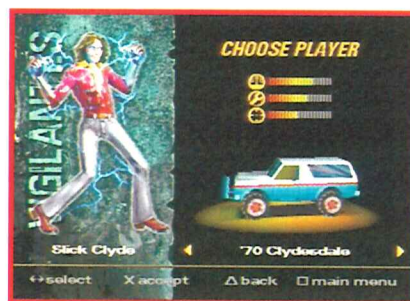 VIGILANTES
CHOOSE PLAYER
Slick Clyde
'70 Clydesdale
↔select X accept △back □main menu